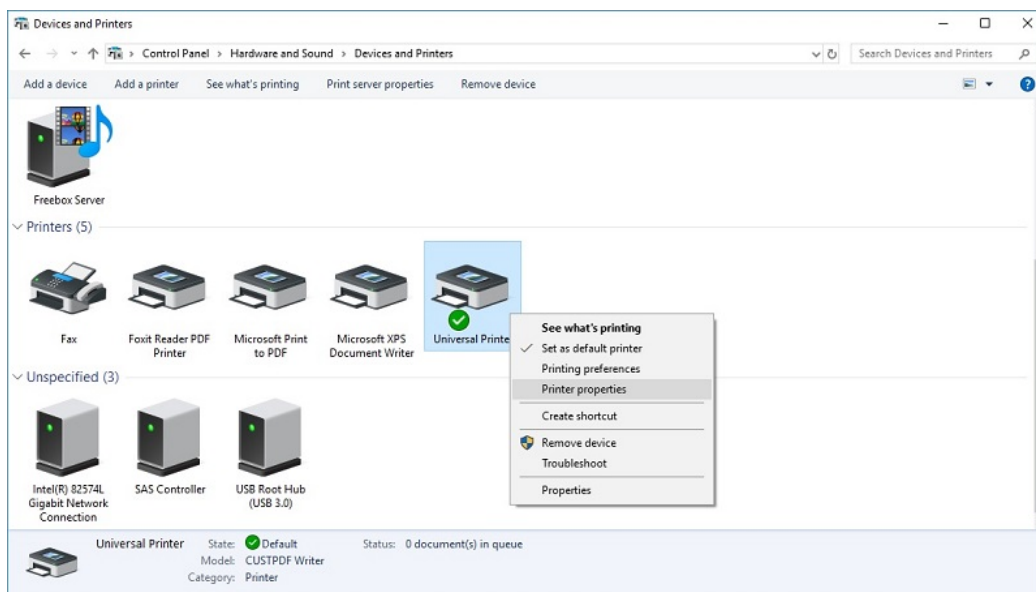 Devices and Printers
Control Panel > Hardware and Sound > Devices and Printers
Search Devices and Printers
Add a device Add a printer See what's printing Print server properties Remove device
Freebox Server
Printers (5)
Fax
Foxit Reader PDF
Printer
Microsoft Print
to PDF
Microsoft XPS
Document Writer
Universal Printe
See what's printing
Set as default printer
Printing preferences
Printer properties
Create shortcut
Remove device
Troubleshoot
Properties
Unspecified (3)
Intel(R) 82574L
Gigabit Network
Connection
SAS Controller
USB Root Hub
(USB 3.0)
Universal Printer State: Default Status: 0 document(s) in queue
Model: CUSTPDF Writer
Category: Printer